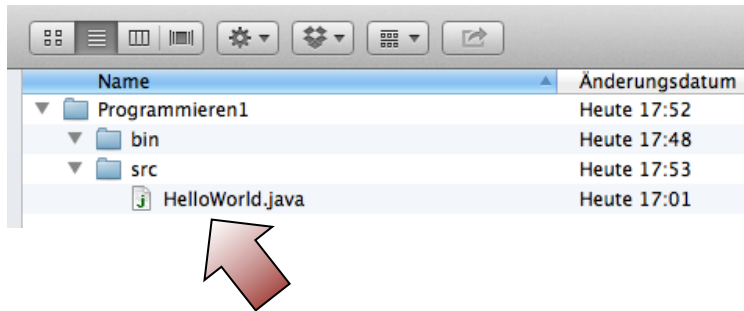 Name Änderungsdatum
Programmieren1 Heute 17:52
bin Heute 17:48
src Heute 17:53
HelloWorld.java Heute 17:01